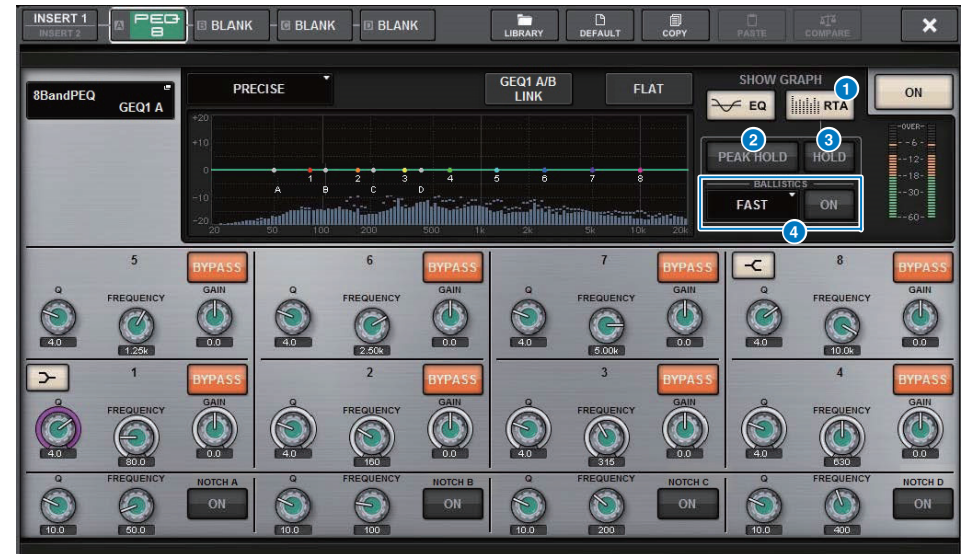 INSERT 1
INSERT 2
A PEQ 8
B BLANK
C BLANK
D BLANK
LIBRARY
DEFAULT
COPY
PASTE
COMPARE
8BandPEQ
GEQ1 A
PRECISE
GEQ1 A/B LINK
FLAT
SHOW GRAPH
1
EQ
RTA
ON
2
3
PEAK HOLD
HOLD
BALLISTICS
FAST
ON
4
-OVER-
-6-
-12-
-18-
-30-
-60-
+20
+10
0
-10
-20
1 2 3 4 5 6 7 8
A B C D
20 50 100 200 500 1k 2k 5k 10k 20k
5 BYPASS 6 BYPASS 7 BYPASS 8 BYPASS
Q FREQUENCY GAIN Q FREQUENCY GAIN Q FREQUENCY GAIN Q FREQUENCY GAIN
4.0 1.25k 0.0 4.0 2.50k 0.0 4.0 5.00k 0.0 4.0 10.0k 0.0
1 BYPASS 2 BYPASS 3 BYPASS 4 BYPASS
Q FREQUENCY GAIN Q FREQUENCY GAIN Q FREQUENCY GAIN Q FREQUENCY GAIN
4.0 80.0 0.0 4.0 160 0.0 4.0 315 0.0 4.0 630 0.0
Q FREQUENCY NOTCH A Q FREQUENCY NOTCH B Q FREQUENCY NOTCH C Q FREQUENCY NOTCH D
ON ON ON ON
10.0 50.0 10.0 100 10.0 200 10.0 400